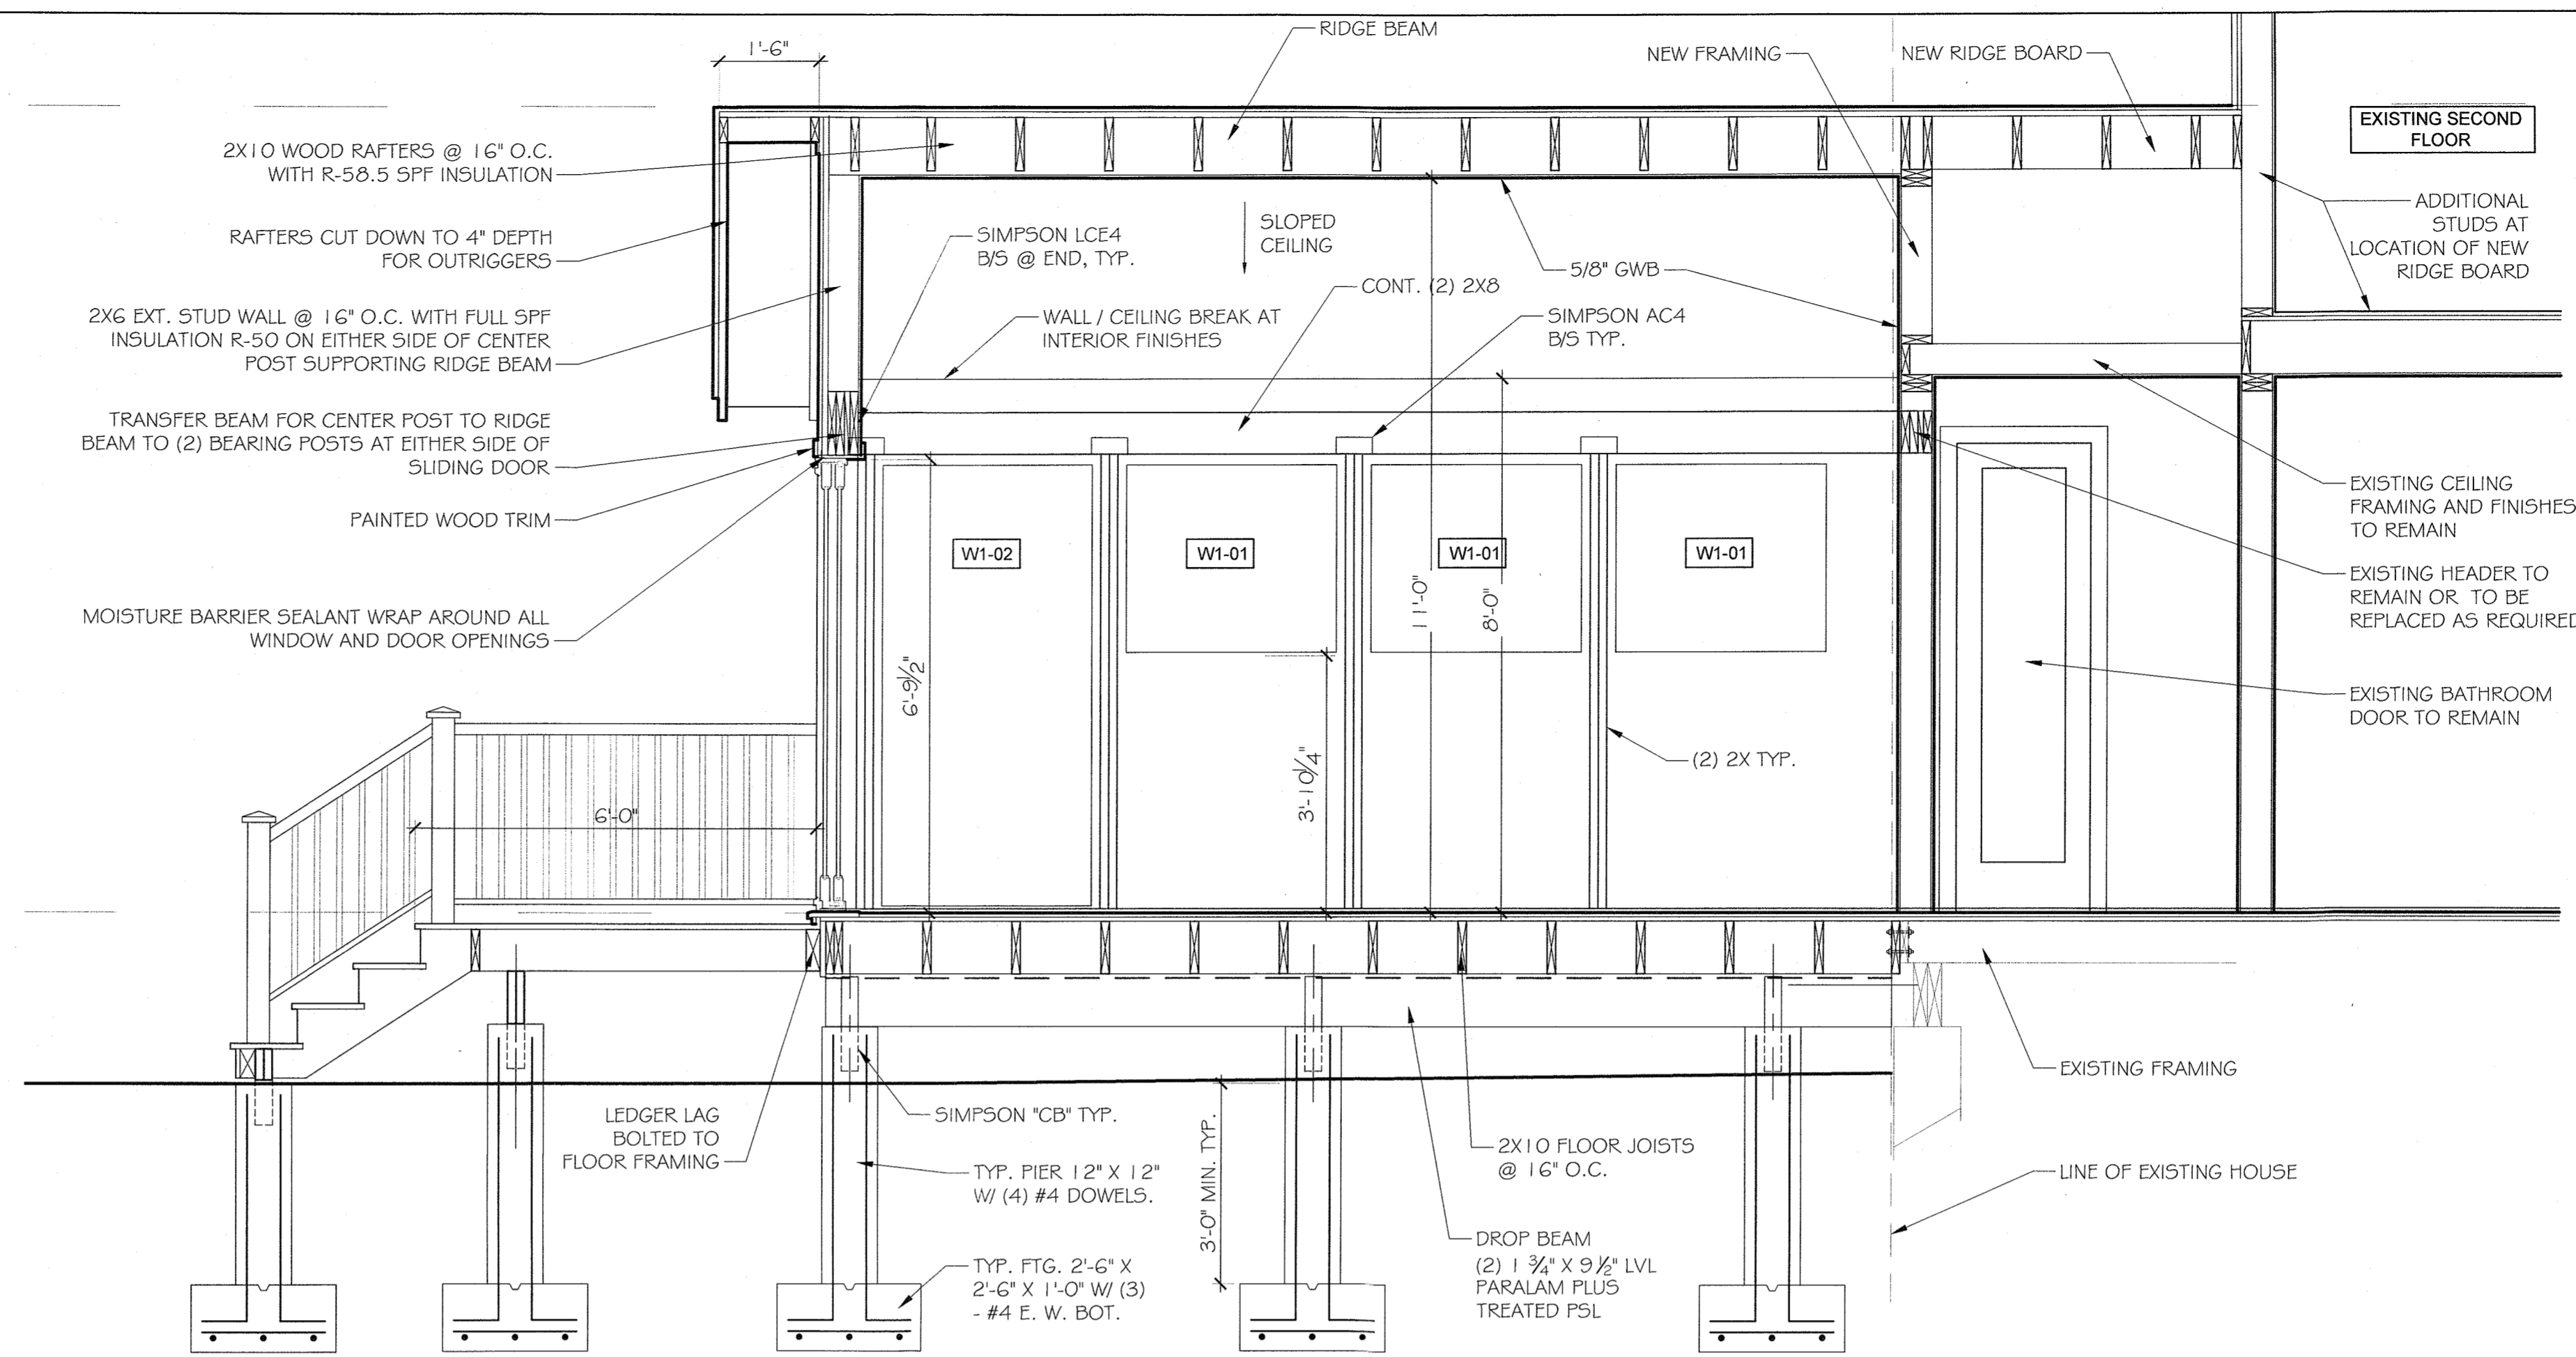 1'-6"
RIDGE BEAM
NEW FRAMING
NEW RIDGE BOARD
EXISTING SECOND
FLOOR
2X10 WOOD RAFTERS @ 16" O.C.
WITH R-58.5 SPF INSULATION
RAFTERS CUT DOWN TO 4" DEPTH
FOR OUTRIGGERS
2X6 EXT. STUD WALL @ 16" O.C. WITH FULL SPF
INSULATION R-50 ON EITHER SIDE OF CENTER
POST SUPPORTING RIDGE BEAM
TRANSFER BEAM FOR CENTER POST TO RIDGE
BEAM TO (2) BEARING POSTS AT EITHER SIDE OF
SLIDING DOOR
PAINTED WOOD TRIM
MOISTURE BARRIER SEALANT WRAP AROUND ALL
WINDOW AND DOOR OPENINGS
SIMPSON LCE4
B/S @ END, TYP.
SLOPED
CEILING
5/8" GWB
CONT. (2) 2X8
WALL / CEILING BREAK AT
INTERIOR FINISHES
SIMPSON AC4
B/S TYP.
ADDITIONAL
STUDS AT
LOCATION OF NEW
RIDGE BOARD
W1-02
W1-01
W1-01
W1-01
11'-0"
8'-0"
6'-9 1/2"
3'-10 1/4"
(2) 2X TYP.
6'-0"
EXISTING CEILING
FRAMING AND FINISHES
TO REMAIN
EXISTING HEADER TO
REMAIN OR TO BE
REPLACED AS REQUIRED
EXISTING BATHROOM
DOOR TO REMAIN
EXISTING FRAMING
LINE OF EXISTING HOUSE
LEDGER LAG
BOLTED TO
FLOOR FRAMING
SIMPSON "CB" TYP.
TYP. PIER 12" X 12"
W/ (4) #4 DOWELS.
TYP. FTG. 2'-6" X
2'-6" X 1'-0" W/ (3)
- #4 E. W. BOT.
3'-0" MIN. TYP.
2X10 FLOOR JOISTS
@ 16" O.C.
DROP BEAM
(2) 1 3/4" X 9 1/2" LVL
PARALAM PLUS
TREATED PSL